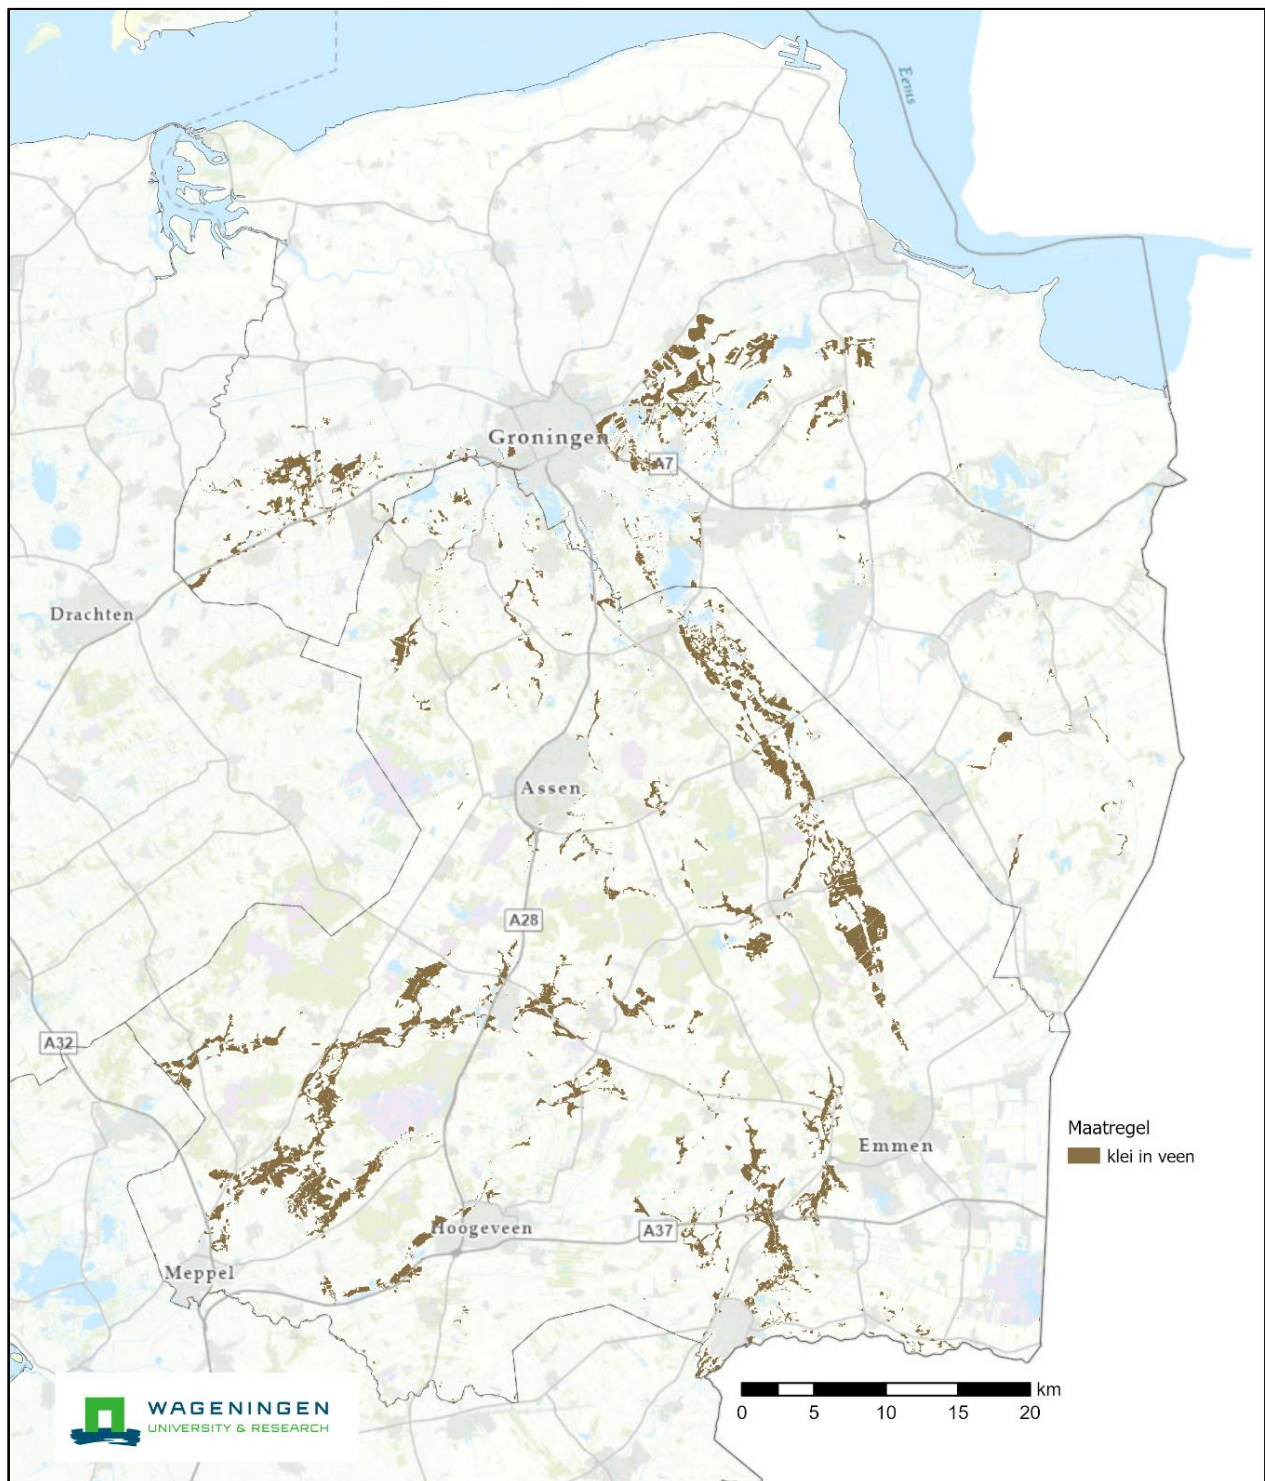 Eems
Groningen
A7
Drachten
Assen
A28
A32
Maatregel
klei in veen
Emmen
Hoogeveen
A37
Meppel
km
0 5 10 15 20
WAGENINGEN
UNIVERSITY & RESEARCH